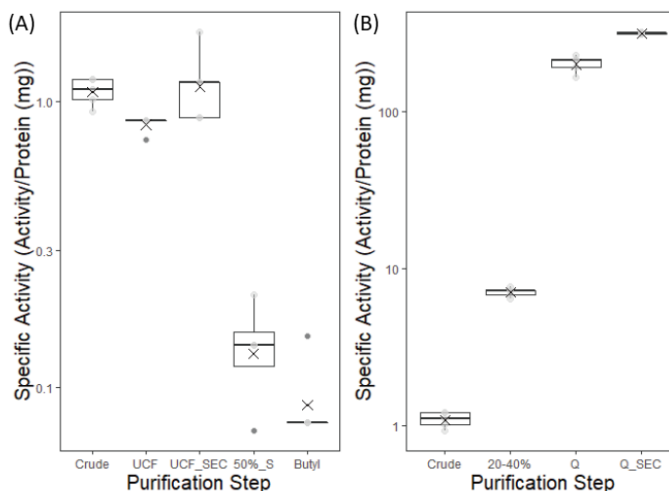 (A)
Specific Activity (Activity/Protein (mg))
1.0
0.3
0.1
Crude UCF UCF_SEC 50%_S Butyl
Purification Step
(B)
Specific Activity (Activity/Protein (mg))
100
10
1
Crude 20-40% Q Q_SEC
Purification Step